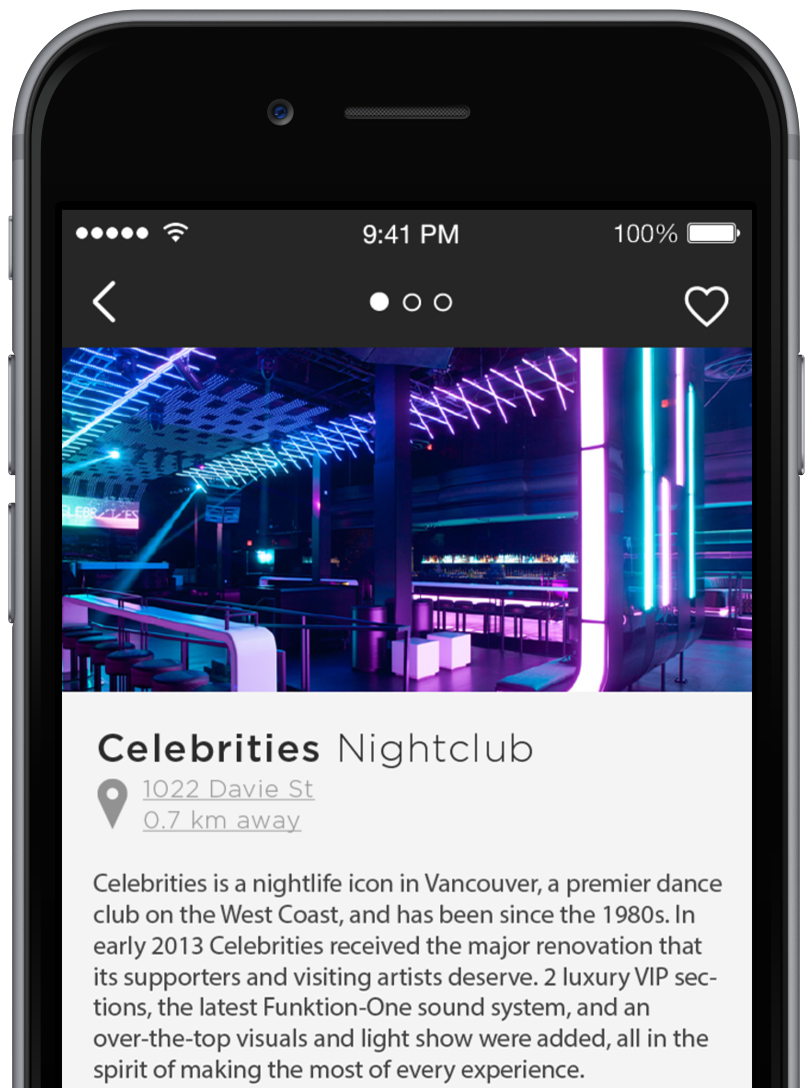 9:41 PM
100%
CELEBRITIES
Celebrities Nightclub
1022 Davie St
0.7 km away
Celebrities is a nightlife icon in Vancouver, a premier dance
club on the West Coast, and has been since the 1980s. In
early 2013 Celebrities received the major renovation that
its supporters and visiting artists deserve. 2 luxury VIP sec-
tions, the latest Funktion-One sound system, and an
over-the-top visuals and light show were added, all in the
spirit of making the most of every experience.